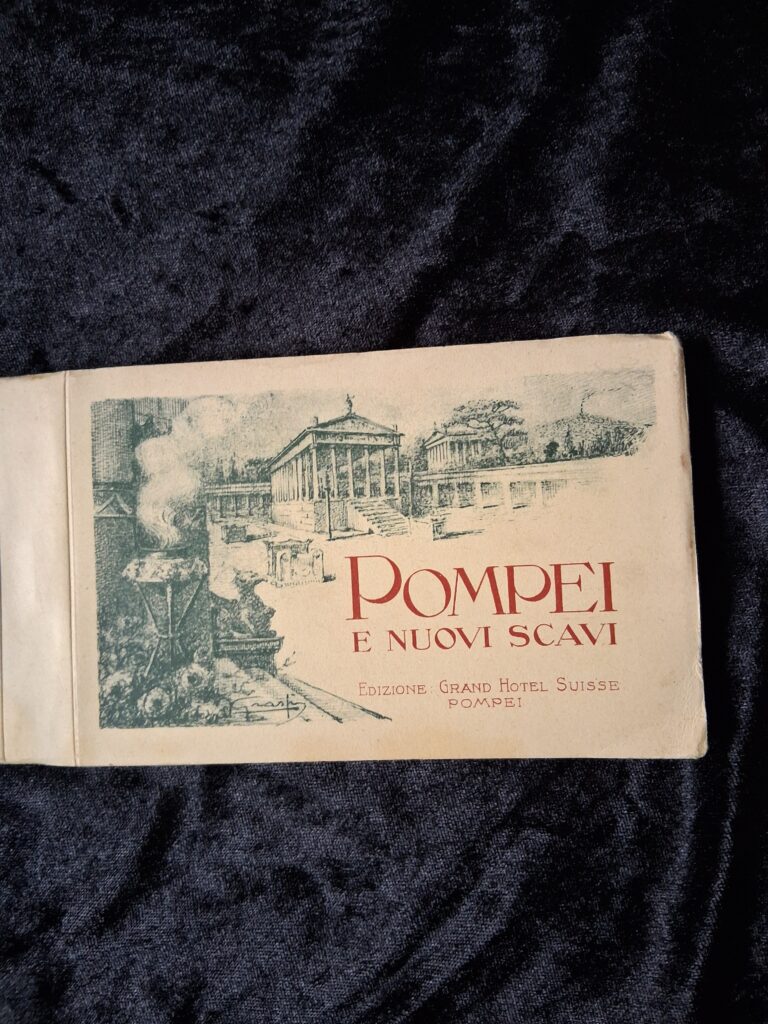 POMPEI
E NUOVI SCAVI
EDIZIONE: GRAND HOTEL SUISSE
POMPEI